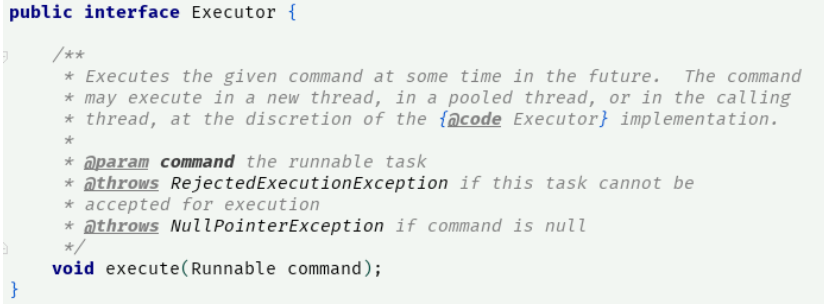 public interface Executor {
/**
* Executes the given command at some time in the future.  The command
* may execute in a new thread, in a pooled thread, or in the calling
* thread, at the discretion of the {@code Executor} implementation.
*
* @param command the runnable task
* @throws RejectedExecutionException if this task cannot be
* accepted for execution
* @throws NullPointerException if command is null
*/
void execute(Runnable command);
}